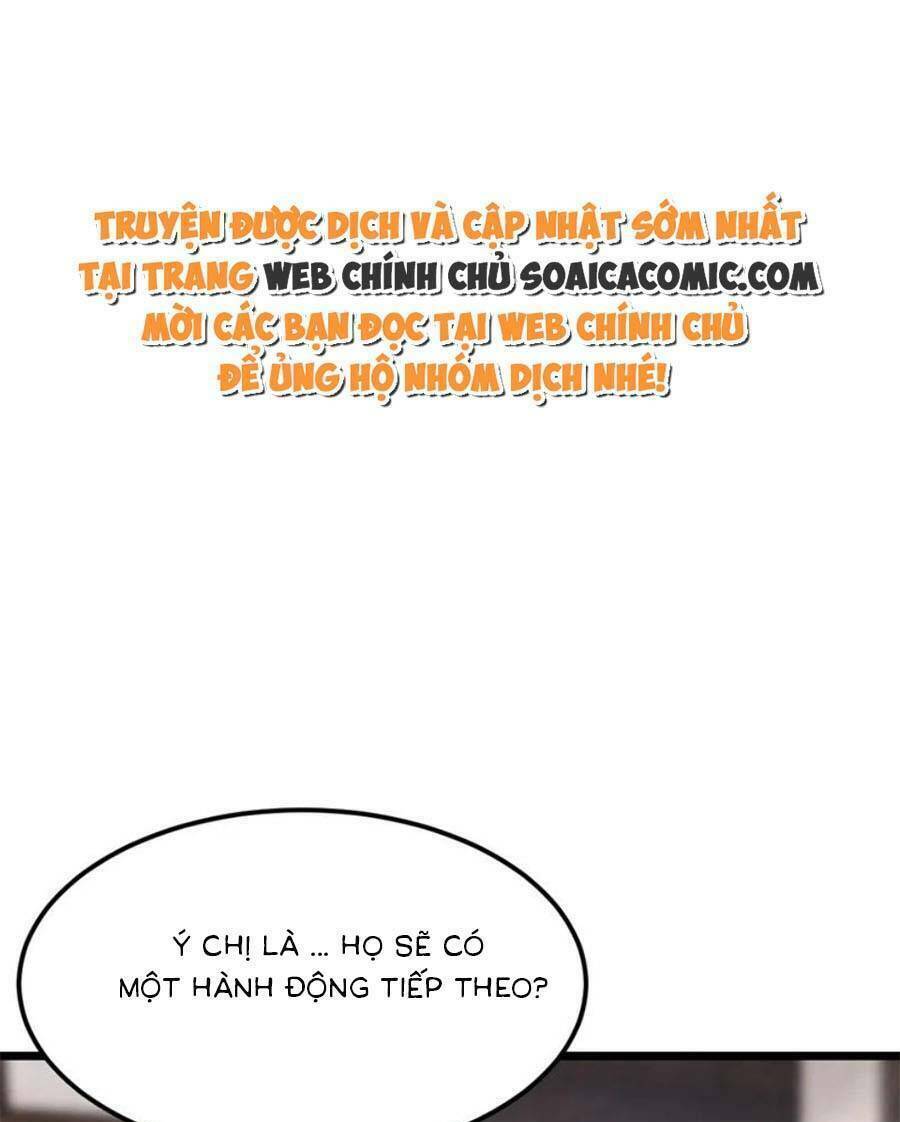 TRUYỆN ĐƯỢC DỊCH VÀ CẬP NHẬT SỚM NHẤT
TẠI TRANG WEB CHÍNH CHỦ SOAICACOMIC.COM
MỜI CÁC BẠN ĐỌC TẠI WEB CHÍNH CHỦ
ĐỂ ỦNG HỘ NHÓM DỊCH NHÉ!
Ý CHỊ LÀ ... HỌ SẼ CÓ
MỘT HÀNH ĐỘNG TIẾP THEO?